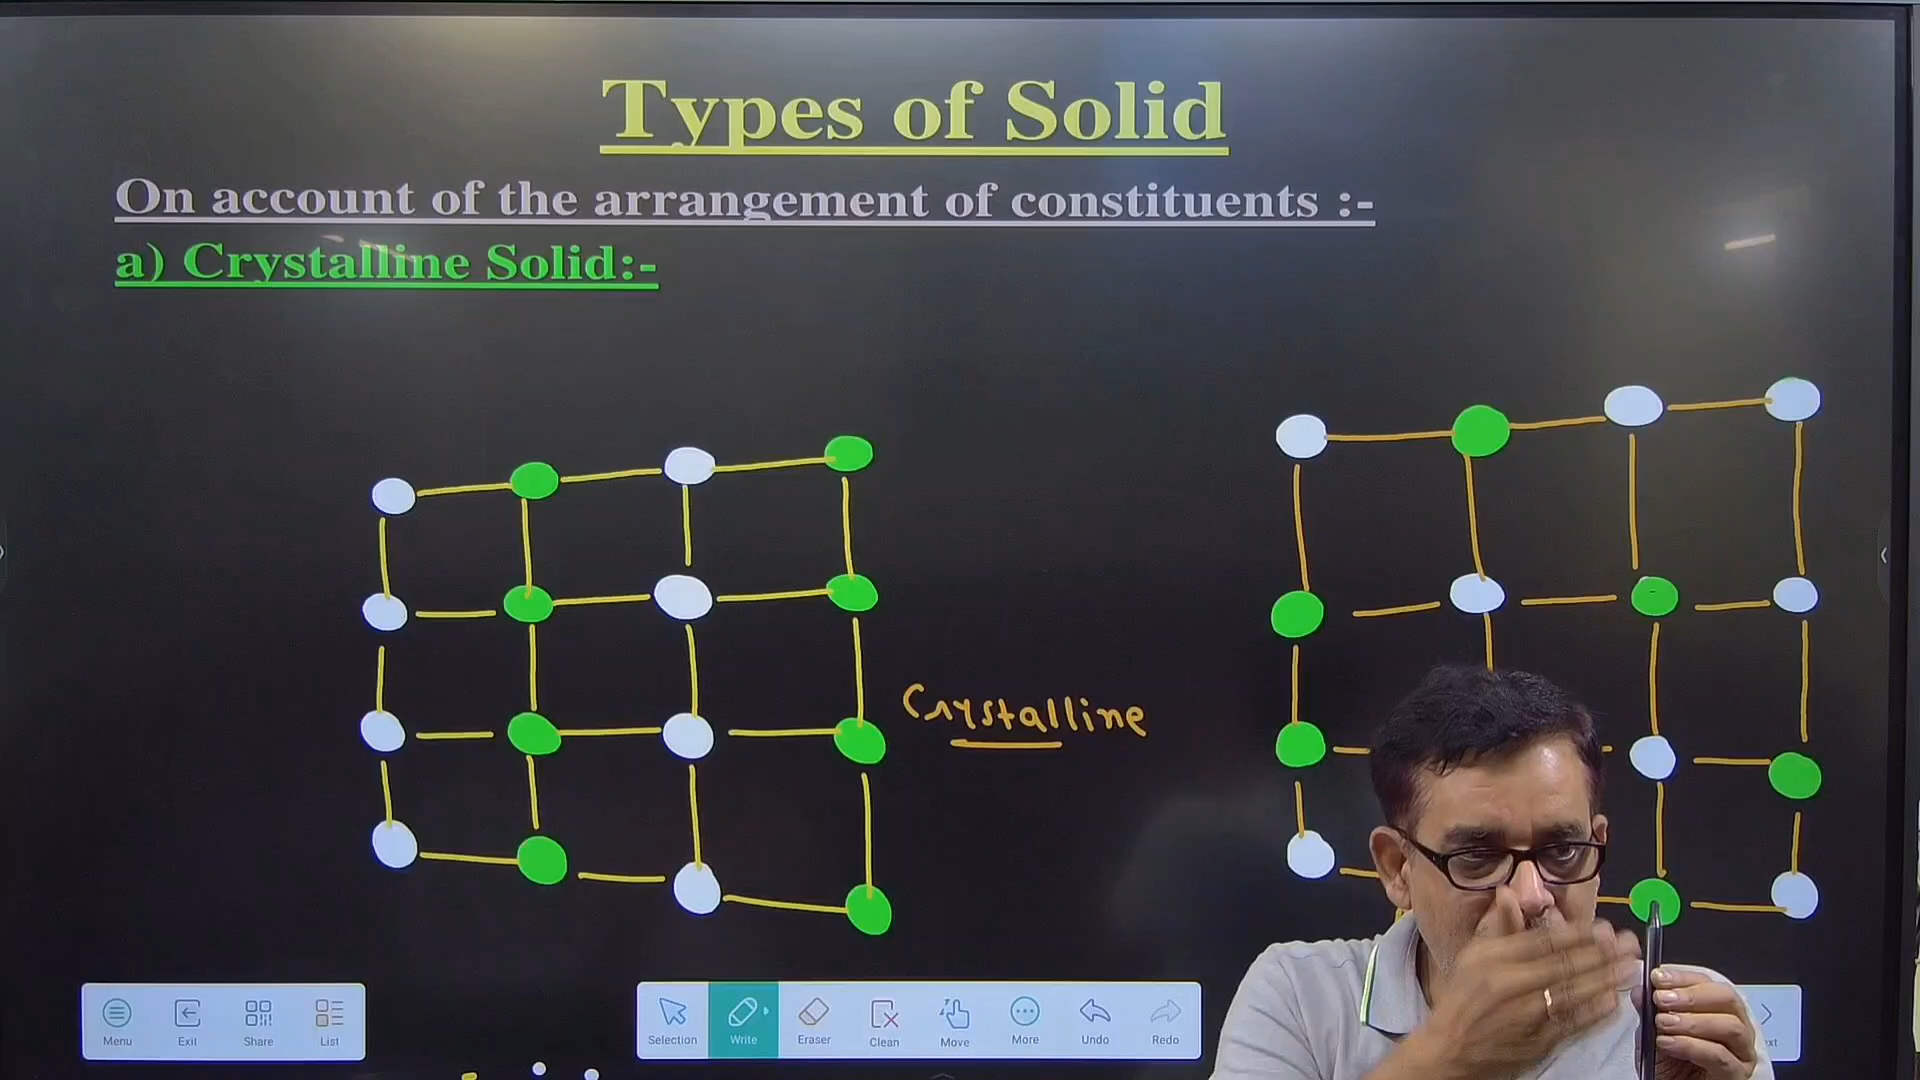 Types of Solid
On account of the arrangement of constituents :-
a) Crystalline Solid:-
Crystalline
Menu Exit Share List
Selection Write Eraser Clean Move More Undo Redo